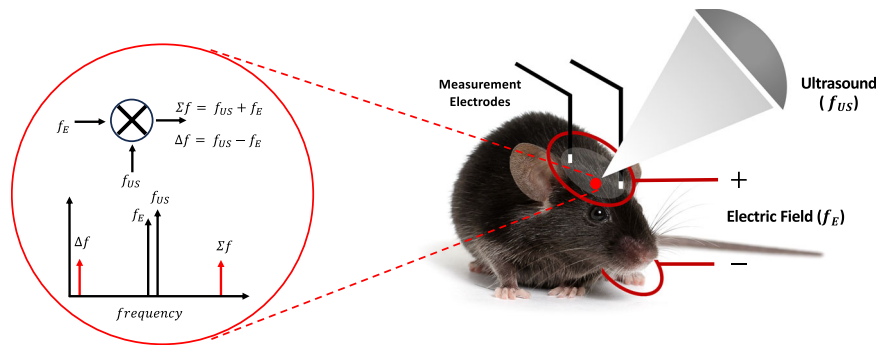 Σf = f_US + f_E
f_E
Δf = f_US − f_E
f_US
f_US
f_E
Δf
Σf
frequency
Measurement
Electrodes
Ultrasound
(f_US)
+
Electric Field (f_E)
−